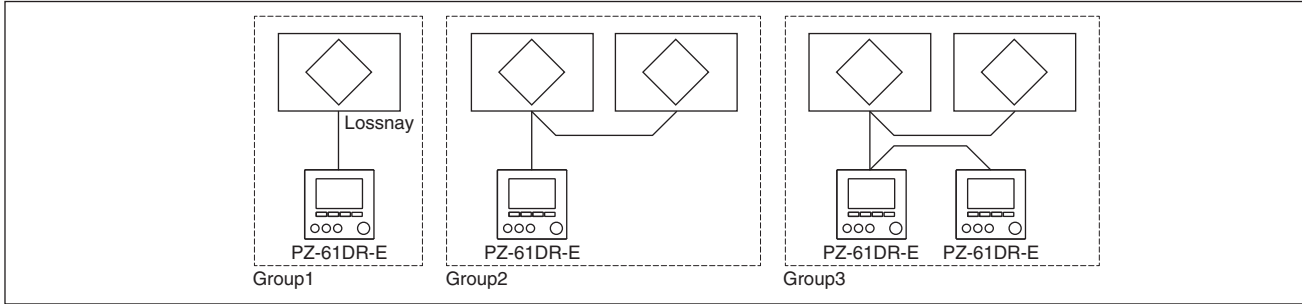 Lossnay
PZ-61DR-E
Group1
PZ-61DR-E
Group2
PZ-61DR-E PZ-61DR-E
Group3